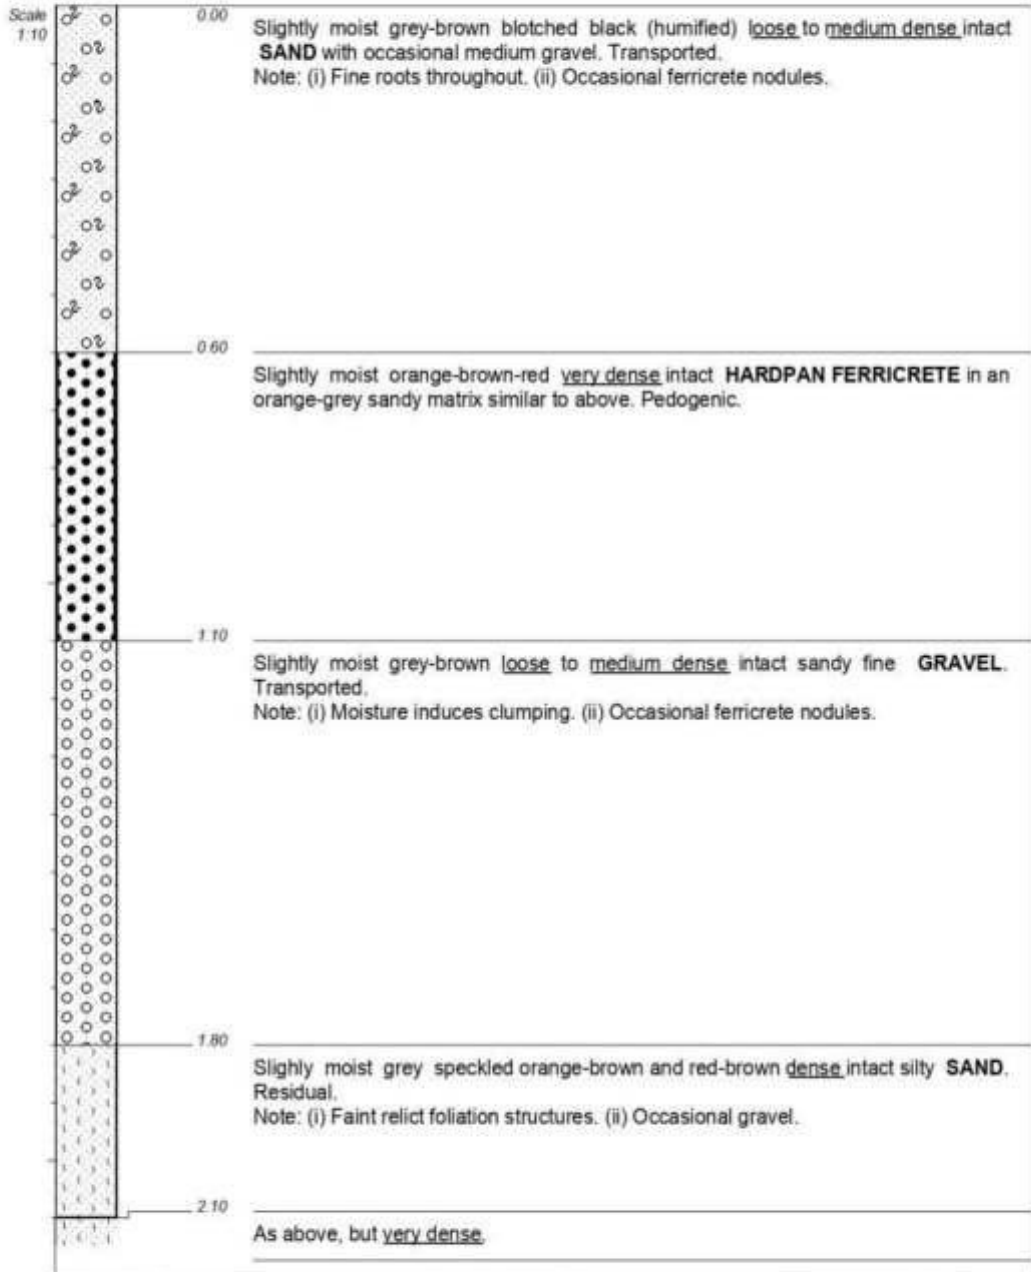 Scale
1:10
0.00
Slightly moist grey-brown blotched black (humified) loose to medium dense intact
SAND with occasional medium gravel. Transported.
Note: (i) Fine roots throughout. (ii) Occasional ferricrete nodules.
0.60
Slightly moist orange-brown-red very dense intact HARDPAN FERRICRETE in an
orange-grey sandy matrix similar to above. Pedogenic.
1.10
Slightly moist grey-brown loose to medium dense intact sandy fine GRAVEL.
Transported.
Note: (i) Moisture induces clumping. (ii) Occasional ferricrete nodules.
1.80
Slighly moist grey speckled orange-brown and red-brown dense intact silty SAND.
Residual.
Note: (i) Faint relict foliation structures. (ii) Occasional gravel.
2.10
As above, but very dense.